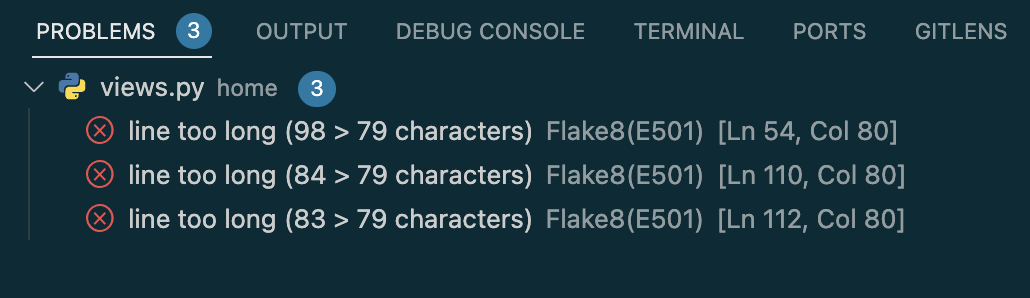 PROBLEMS 3 OUTPUT DEBUG CONSOLE TERMINAL PORTS GITLENS
views.py home 3
line too long (98 > 79 characters) Flake8(E501) [Ln 54, Col 80]
line too long (84 > 79 characters) Flake8(E501) [Ln 110, Col 80]
line too long (83 > 79 characters) Flake8(E501) [Ln 112, Col 80]